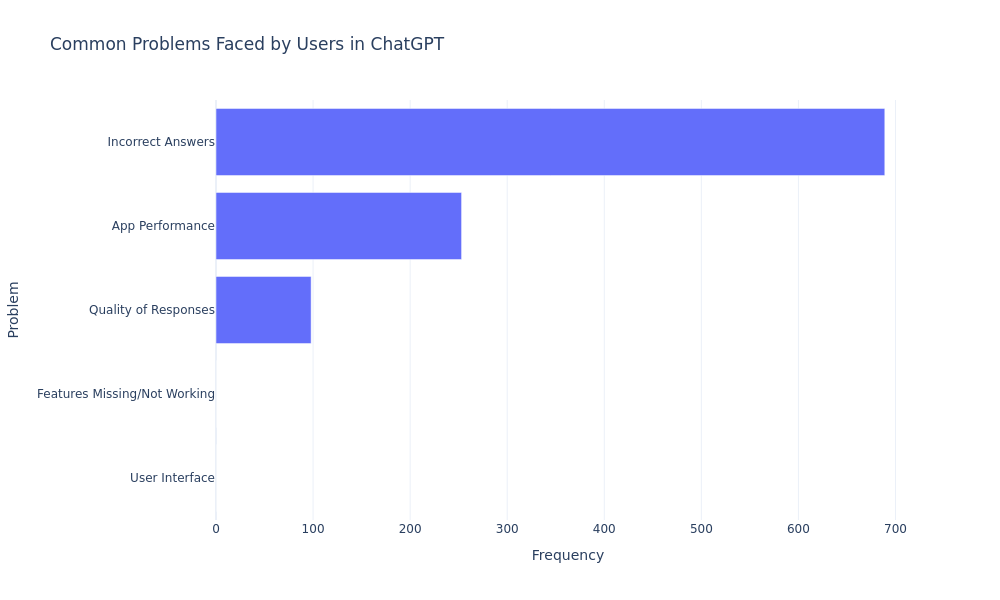 Common Problems Faced by Users in ChatGPT
Problem
Incorrect Answers
App Performance
Quality of Responses
Features Missing/Not Working
User Interface
0 100 200 300 400 500 600 700
Frequency